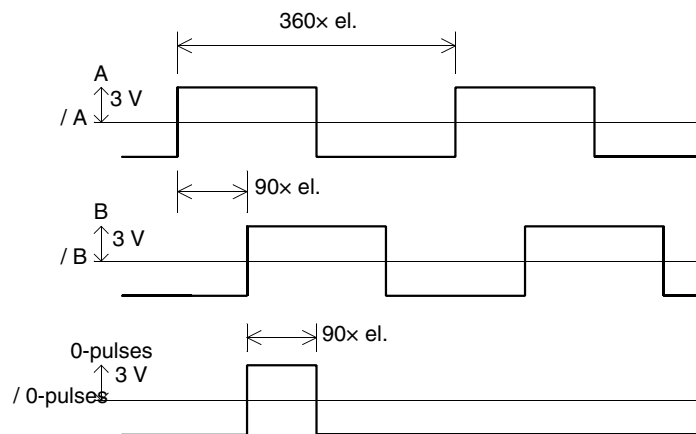 360× el.
A
3 V
/ A
90× el.
B
3 V
/ B
90× el.
0-pulses
3 V
/ 0-pulses